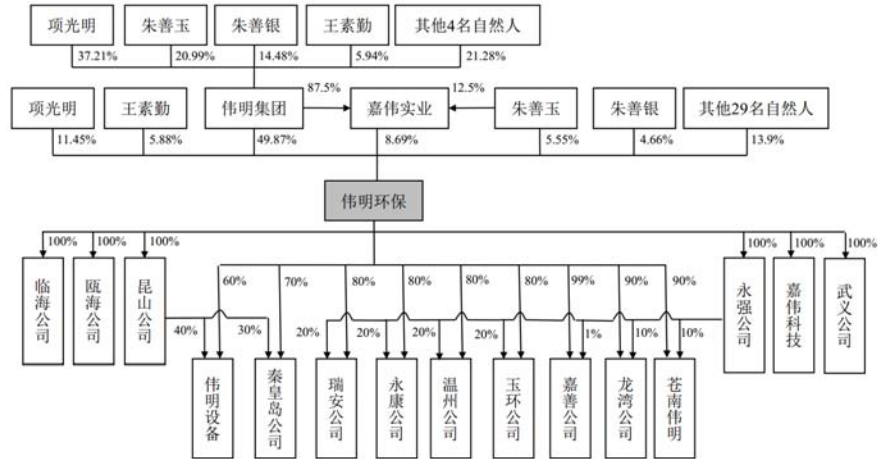 项光明
朱善玉
朱善银
王素勤
其他4名自然人
37.21%
20.99%
14.48%
5.94%
21.28%
87.5%
12.5%
项光明
王素勤
伟明集团
嘉伟实业
朱善玉
朱善银
其他29名自然人
11.45%
5.88%
49.87%
8.69%
5.55%
4.66%
13.9%
伟明环保
100%
100%
100%
100%
100%
100%
临海公司
瓯海公司
昆山公司
60%
70%
80%
80%
80%
80%
99%
90%
90%
永强公司
嘉伟科技
武义公司
40%
30%
20%
20%
20%
20%
1%
10%
10%
伟明设备
秦皇岛公司
瑞安公司
永康公司
温州公司
玉环公司
嘉善公司
龙湾公司
苍南伟明